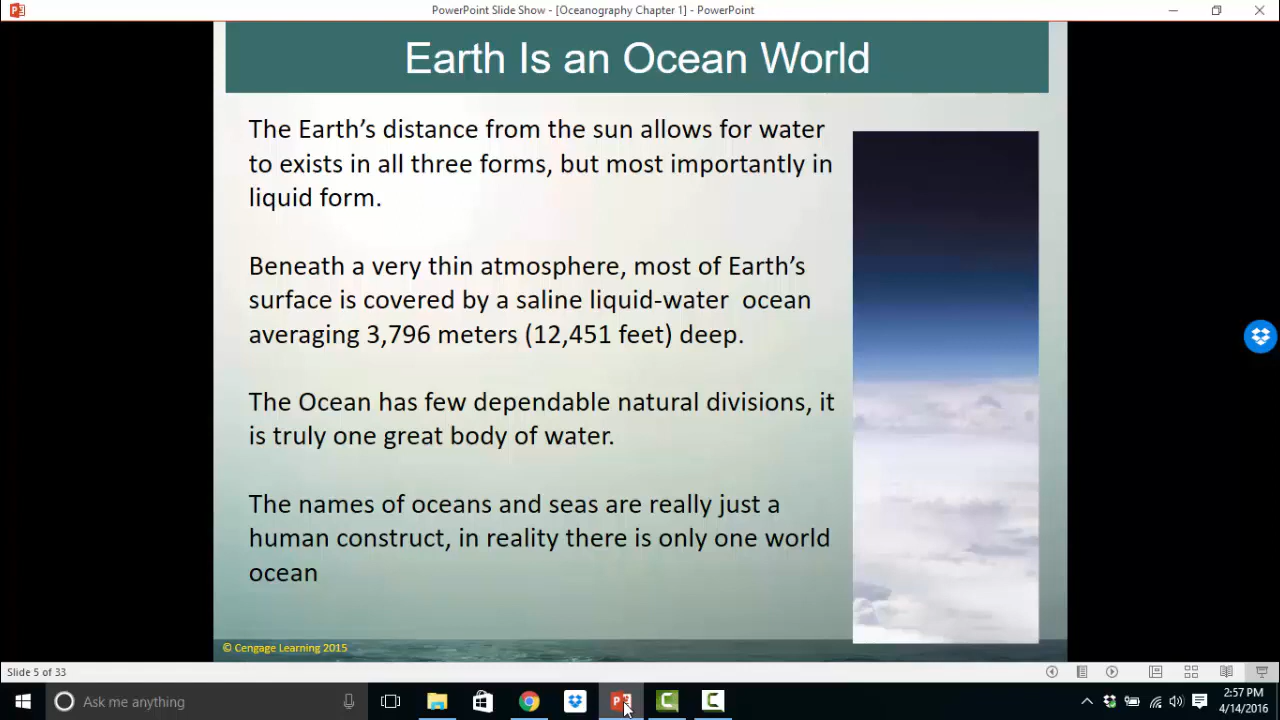 PowerPoint Slide Show - [Oceanography Chapter 1] - PowerPoint
Earth Is an Ocean World
The Earth’s distance from the sun allows for water
to exists in all three forms, but most importantly in
liquid form.
Beneath a very thin atmosphere, most of Earth’s
surface is covered by a saline liquid-water ocean
averaging 3,796 meters (12,451 feet) deep.
The Ocean has few dependable natural divisions, it
is truly one great body of water.
The names of oceans and seas are really just a
human construct, in reality there is only one world
ocean
© Cengage Learning 2015
Slide 5 of 33
Ask me anything
2:57 PM
4/14/2016